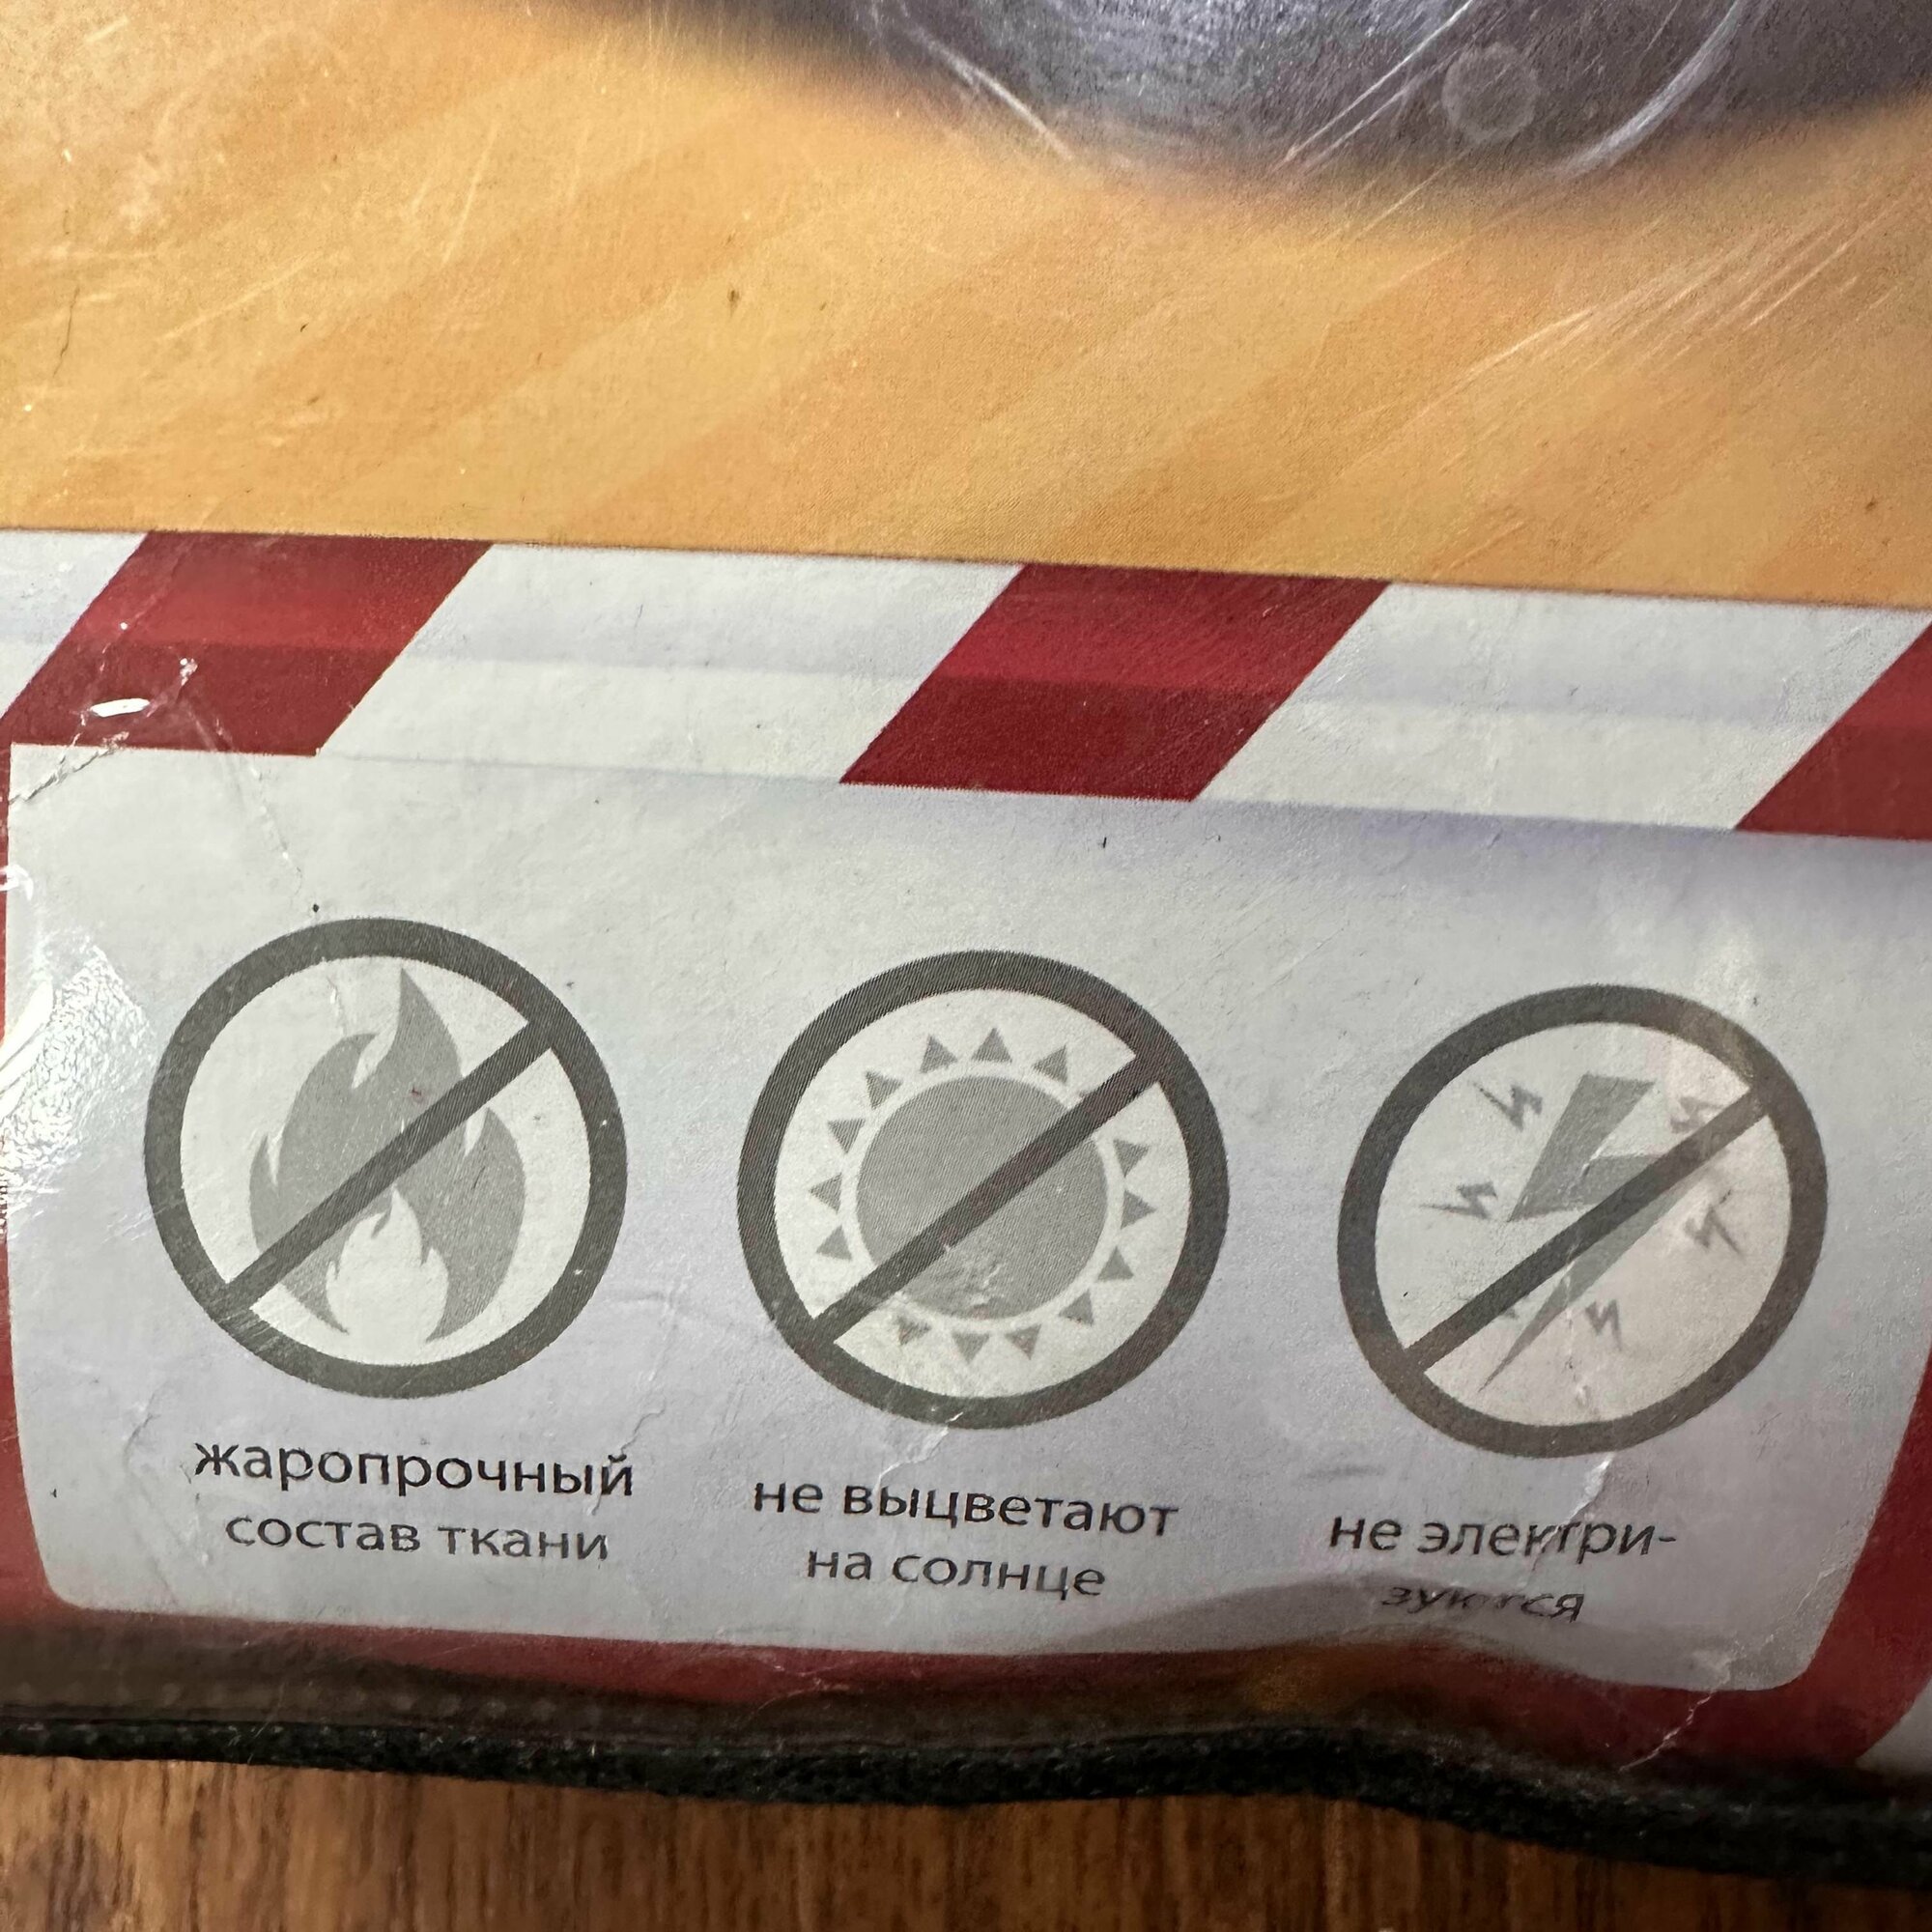 жаропрочный
состав ткани
не выцветают
на солнце
не электри-
зуются